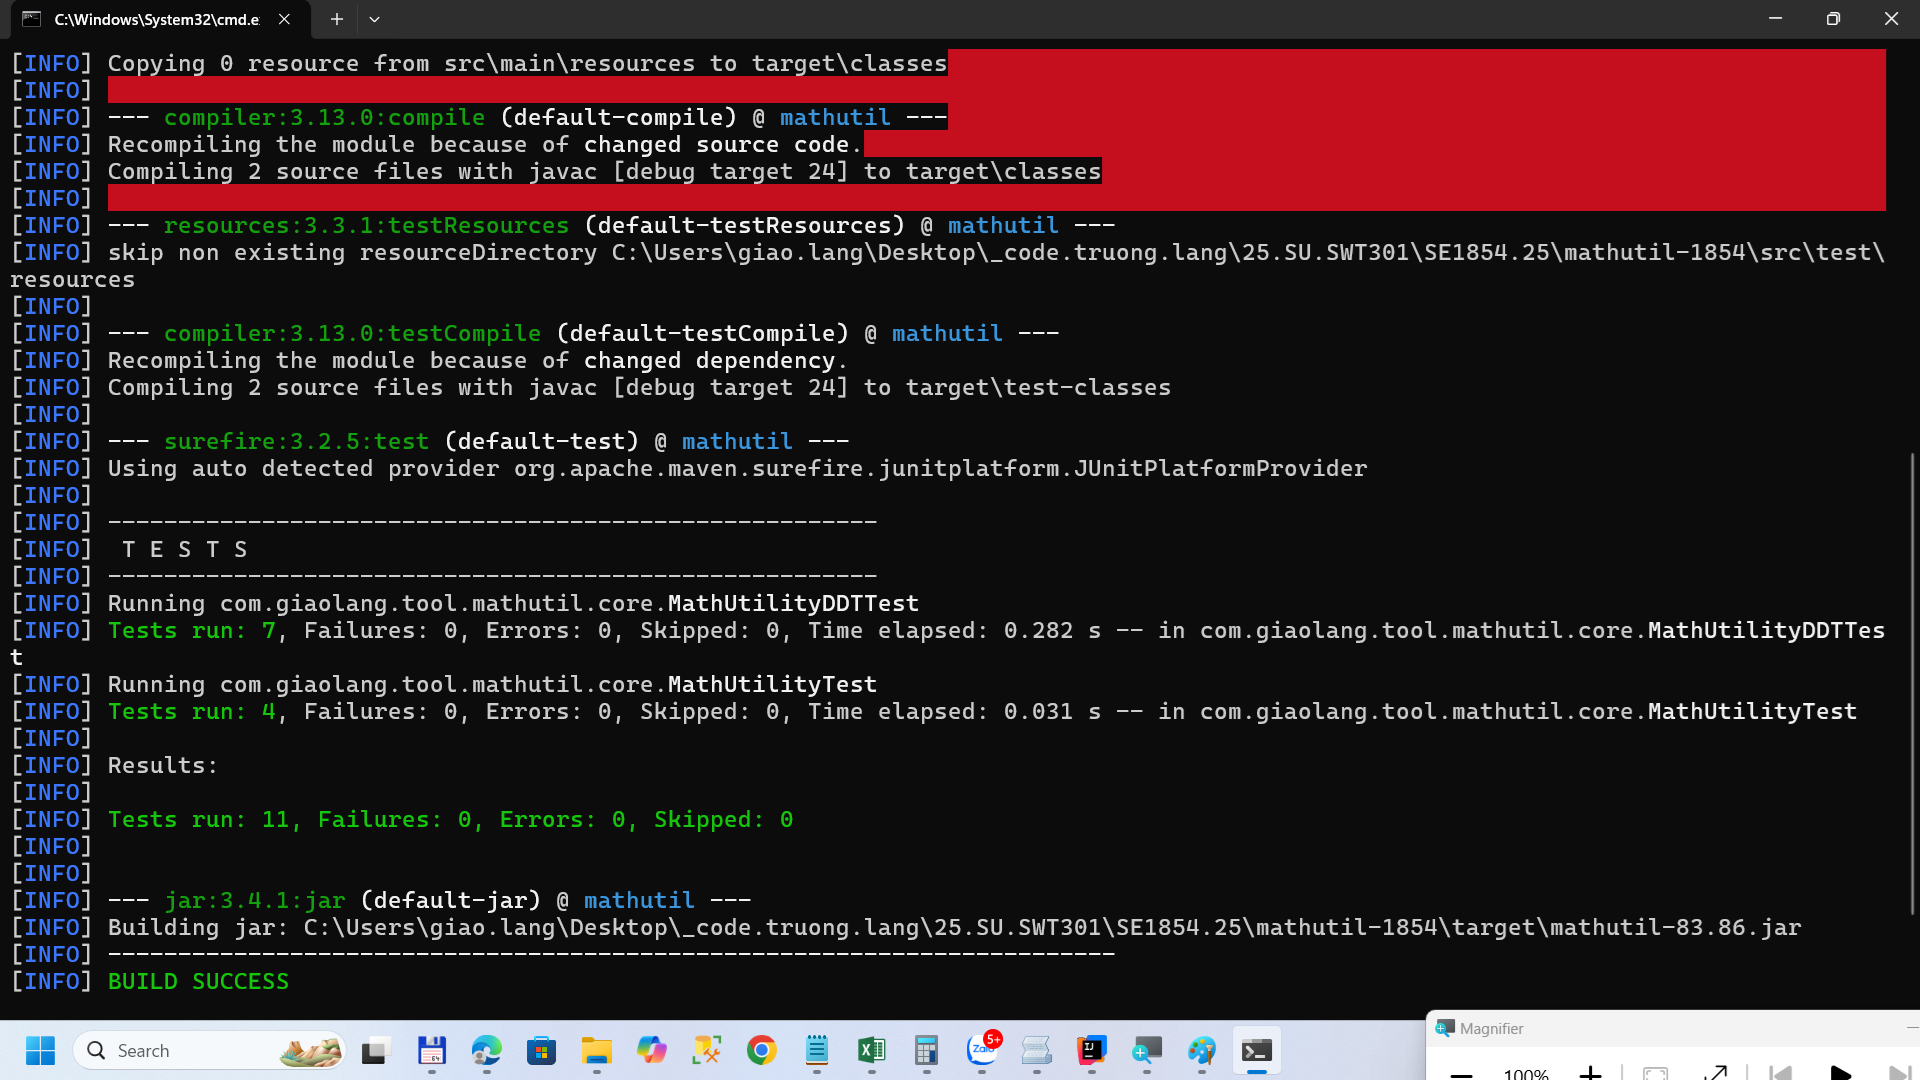 C:\Windows\System32\cmd.e
[INFO] Copying 0 resource from src\main\resources to target\classes
[INFO]
[INFO] --- compiler:3.13.0:compile (default-compile) @ mathutil ---
[INFO] Recompiling the module because of changed source code.
[INFO] Compiling 2 source files with javac [debug target 24] to target\classes
[INFO]
[INFO] --- resources:3.3.1:testResources (default-testResources) @ mathutil ---
[INFO] skip non existing resourceDirectory C:\Users\giao.lang\Desktop\_code.truong.lang\25.SU.SWT301\SE1854.25\mathutil-1854\src\test\
resources
[INFO]
[INFO] --- compiler:3.13.0:testCompile (default-testCompile) @ mathutil ---
[INFO] Recompiling the module because of changed dependency.
[INFO] Compiling 2 source files with javac [debug target 24] to target\test-classes
[INFO]
[INFO] --- surefire:3.2.5:test (default-test) @ mathutil ---
[INFO] Using auto detected provider org.apache.maven.surefire.junitplatform.JUnitPlatformProvider
[INFO]
[INFO] -------------------------------------------------------
[INFO]  T E S T S
[INFO] -------------------------------------------------------
[INFO] Running com.giaolang.tool.mathutil.core.MathUtilityDDTTest
[INFO] Tests run: 7, Failures: 0, Errors: 0, Skipped: 0, Time elapsed: 0.282 s -- in com.giaolang.tool.mathutil.core.MathUtilityDDTTes
t
[INFO] Running com.giaolang.tool.mathutil.core.MathUtilityTest
[INFO] Tests run: 4, Failures: 0, Errors: 0, Skipped: 0, Time elapsed: 0.031 s -- in com.giaolang.tool.mathutil.core.MathUtilityTest
[INFO]
[INFO] Results:
[INFO]
[INFO] Tests run: 11, Failures: 0, Errors: 0, Skipped: 0
[INFO]
[INFO]
[INFO] --- jar:3.4.1:jar (default-jar) @ mathutil ---
[INFO] Building jar: C:\Users\giao.lang\Desktop\_code.truong.lang\25.SU.SWT301\SE1854.25\mathutil-1854\target\mathutil-83.86.jar
[INFO] ------------------------------------------------------------------------
[INFO] BUILD SUCCESS
Magnifier
Search
64
Zalo
5+
IJ
100%